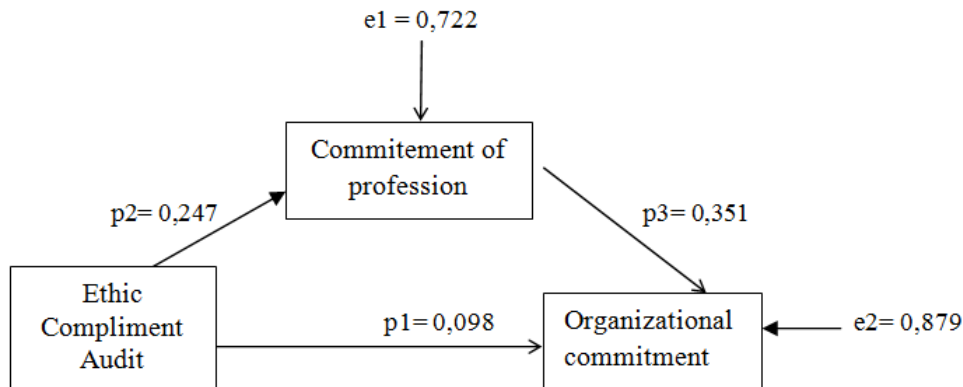 e1 = 0,722
Commitement of
profession
p2= 0,247
p3= 0,351
Ethic
Compliment
Audit
p1= 0,098
Organizational
commitment
e2= 0,879